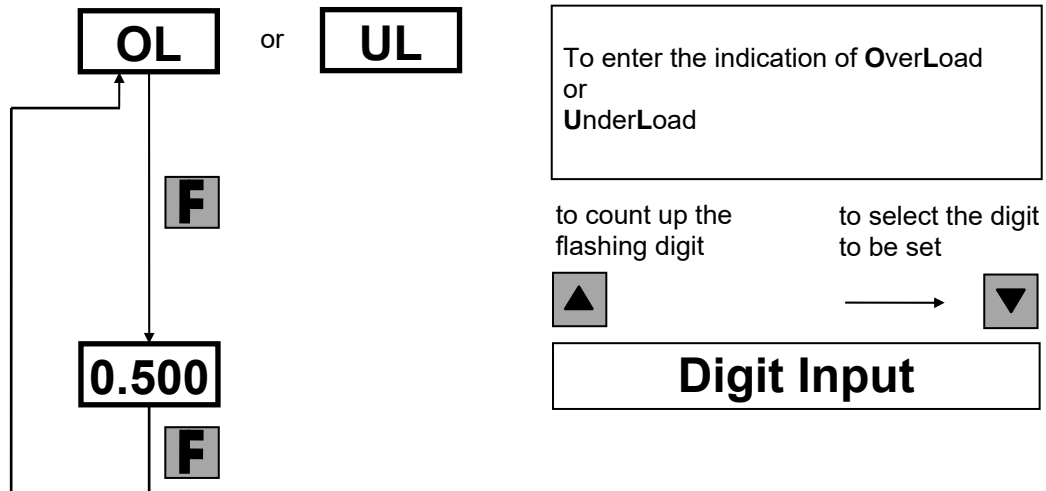 OL or UL
To enter the indication of OverLoad
or
UnderLoad
F
to count up the
flashing digit
to select the digit
to be set
0.500
Digit Input
F